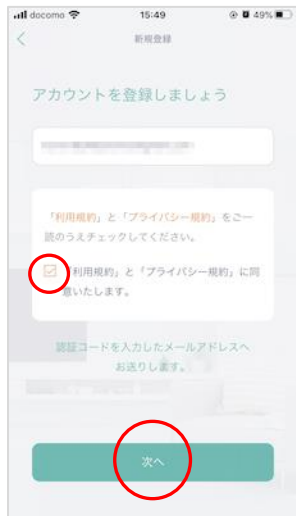 docomo 15:49 49%
新規登録
アカウントを登録しましょう
「利用規約」と「プライバシー規約」をご一
読のうえチェックしてください。
「利用規約」と「プライバシー規約」に同
意いたします。
認証コードを入力したメールアドレスへ
お送りします。
次へ